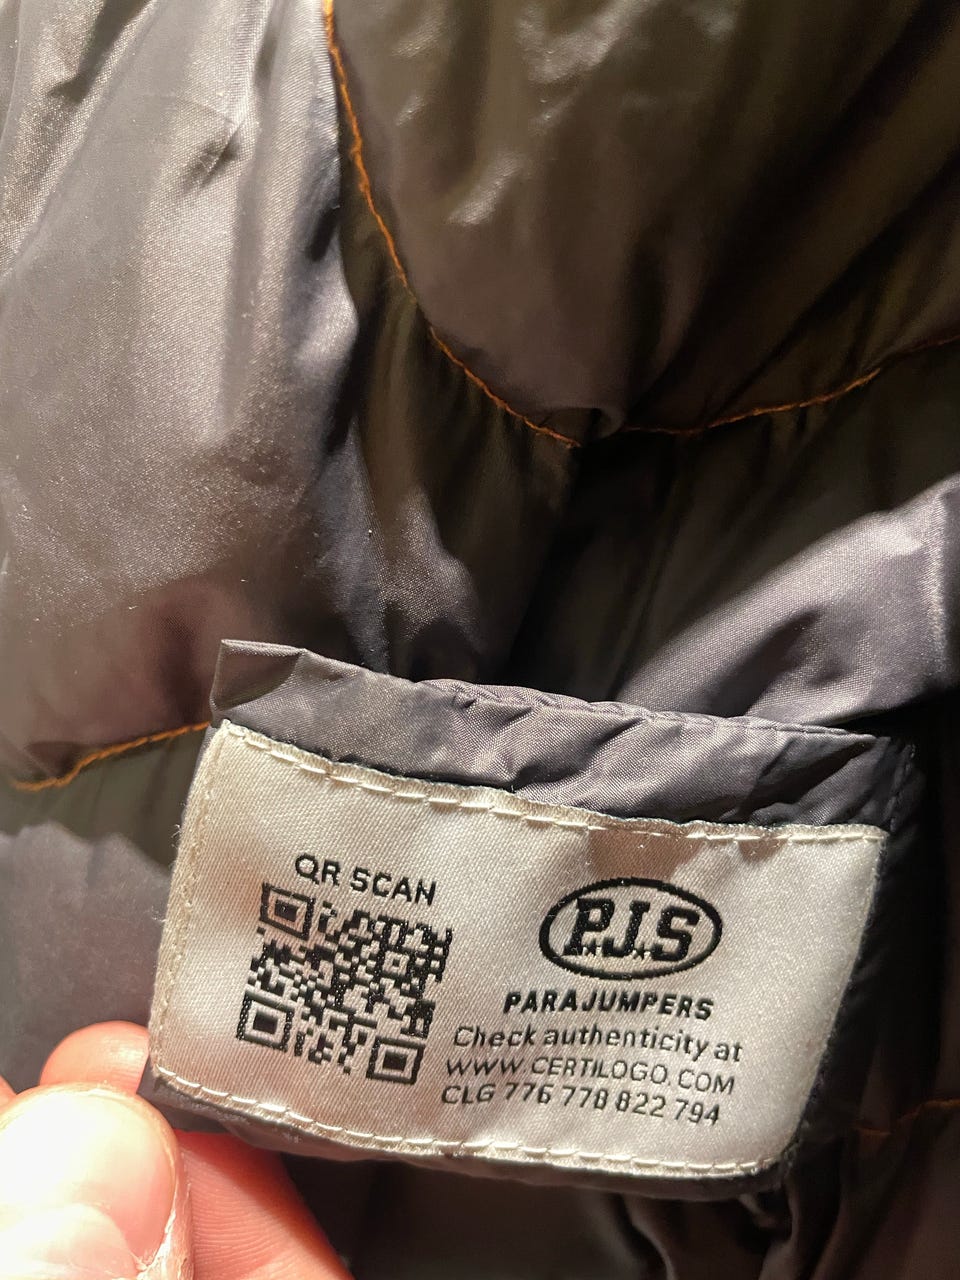 QR SCAN
P.J.S
PARAJUMPERS
Check authenticity at
WWW.CERTILOGO.COM
CLG 776 778 822 794